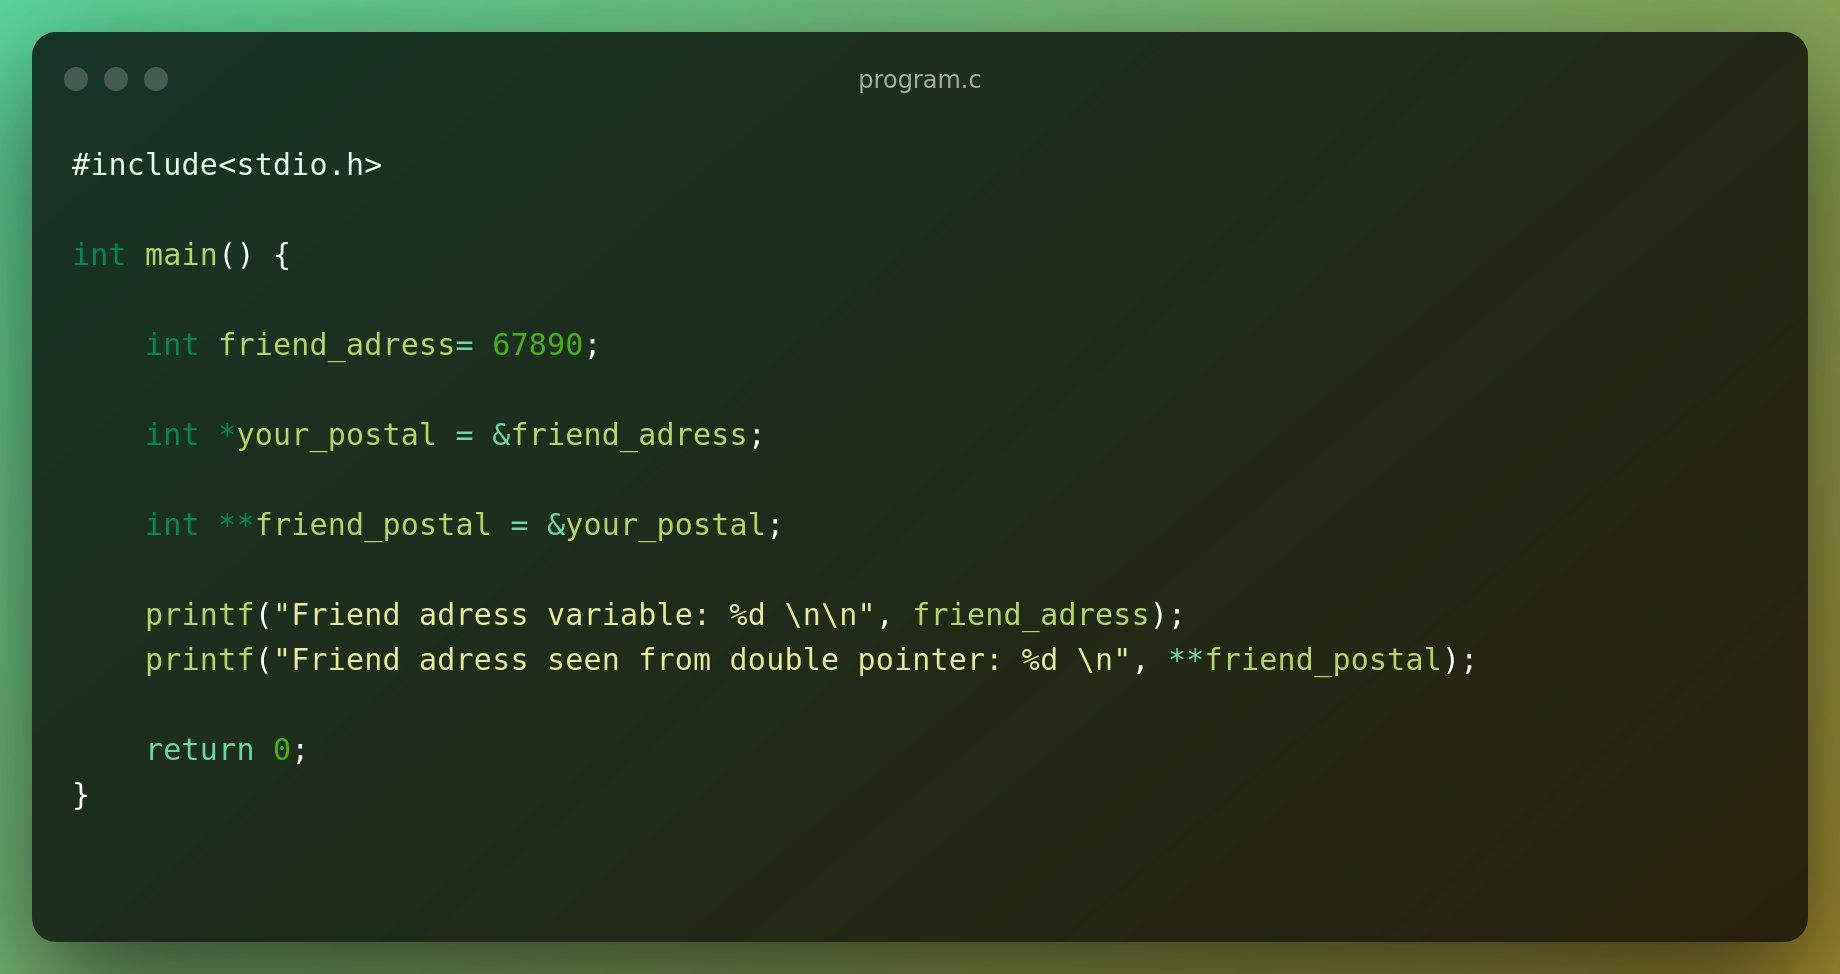 program.c
#include<stdio.h>
int main() {
int friend_adress= 67890;
int *your_postal = &friend_adress;
int **friend_postal = &your_postal;
printf("Friend adress variable: %d \n\n", friend_adress);
printf("Friend adress seen from double pointer: %d \n", **friend_postal);
return 0;
}